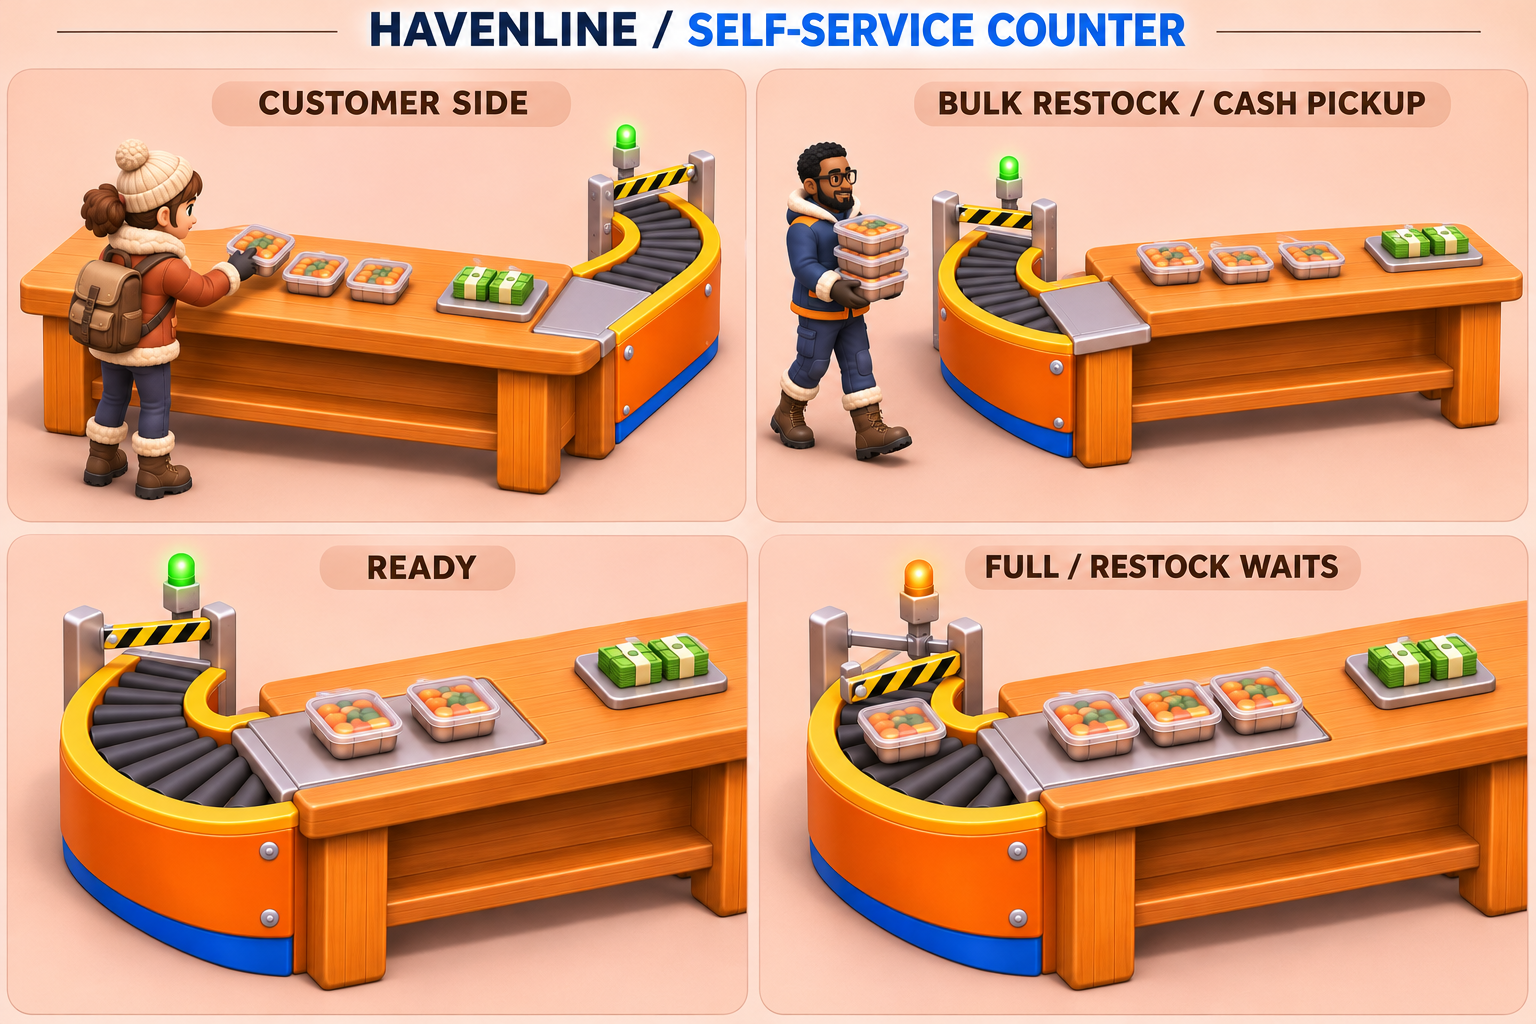 HAVENLINE / SELF-SERVICE COUNTER
CUSTOMER SIDE
BULK RESTOCK / CASH PICKUP
READY
FULL / RESTOCK WAITS